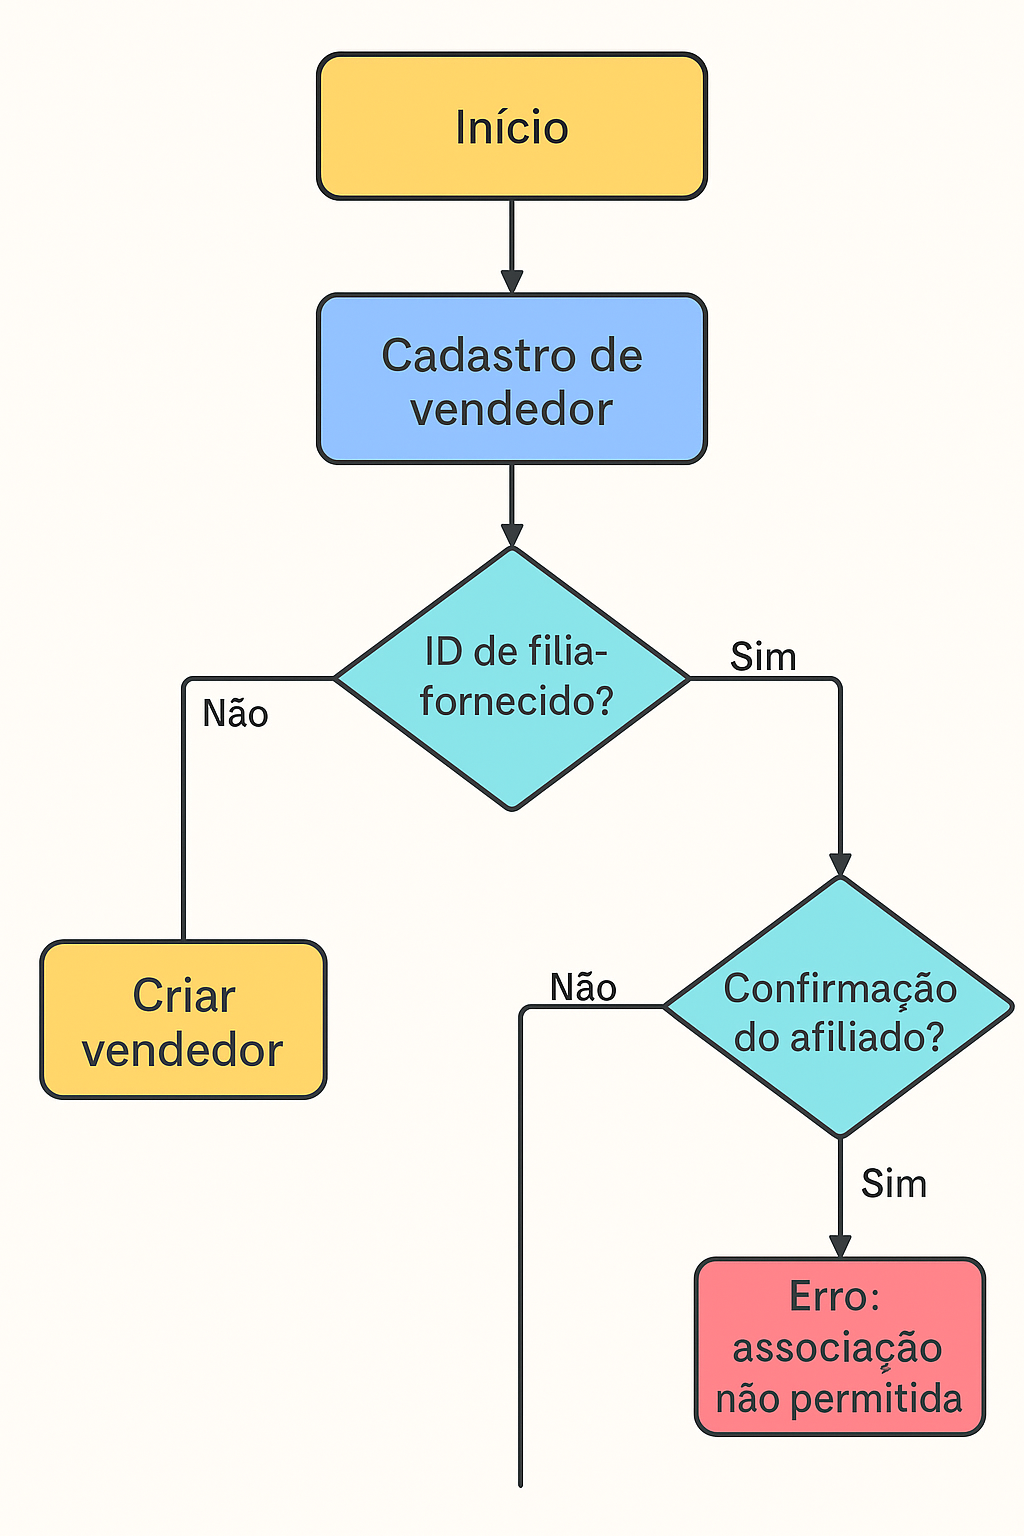 Início
Cadastro de
vendedor
ID de filia-
fornecido?
Sim
Não
Criar
vendedor
Não
Confirmação
do afiliado?
Sim
Erro:
associação
não permitida